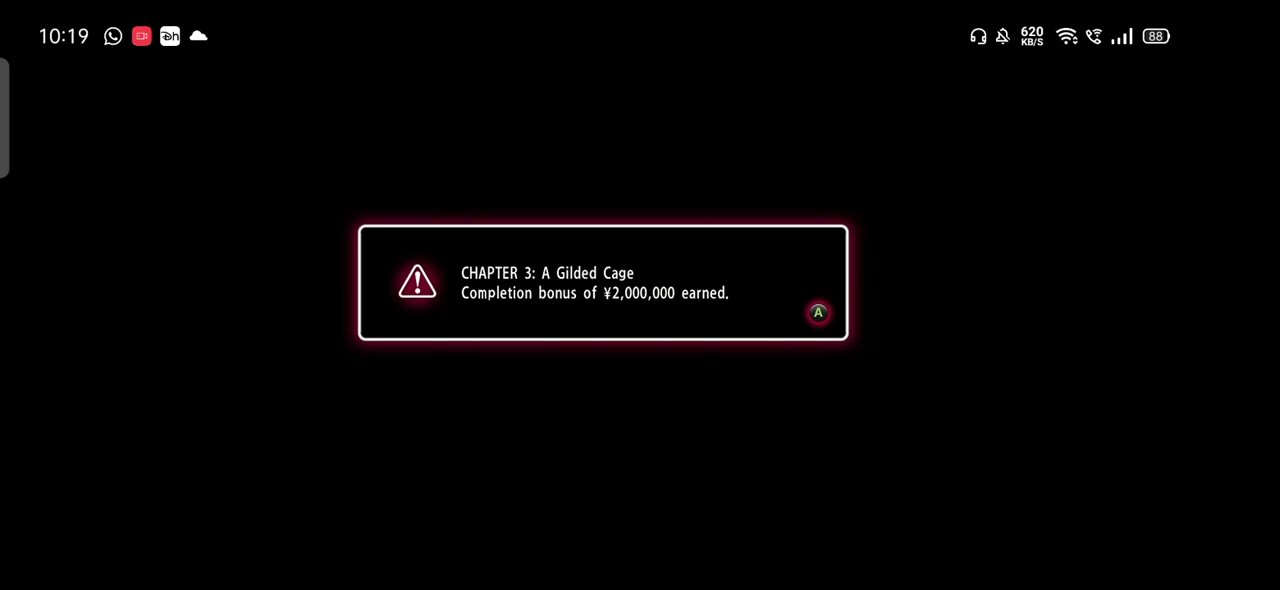 10:19
620
KB/S
88
CHAPTER 3: A Gilded Cage
Completion bonus of ¥2,000,000 earned.
A